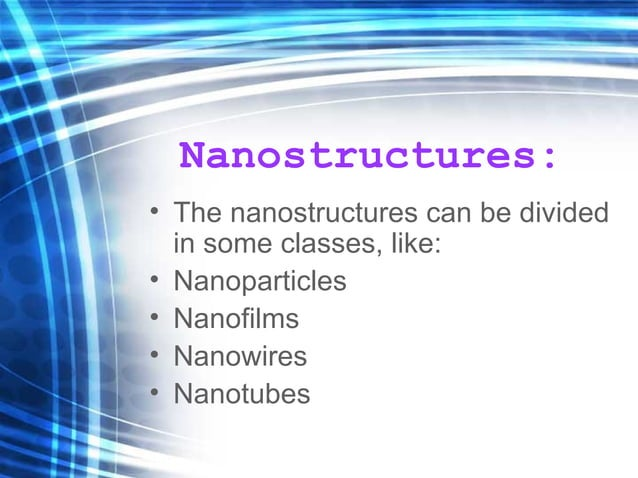 Nanostructures:
• The nanostructures can be divided
in some classes, like:
• Nanoparticles
• Nanofilms
• Nanowires
• Nanotubes